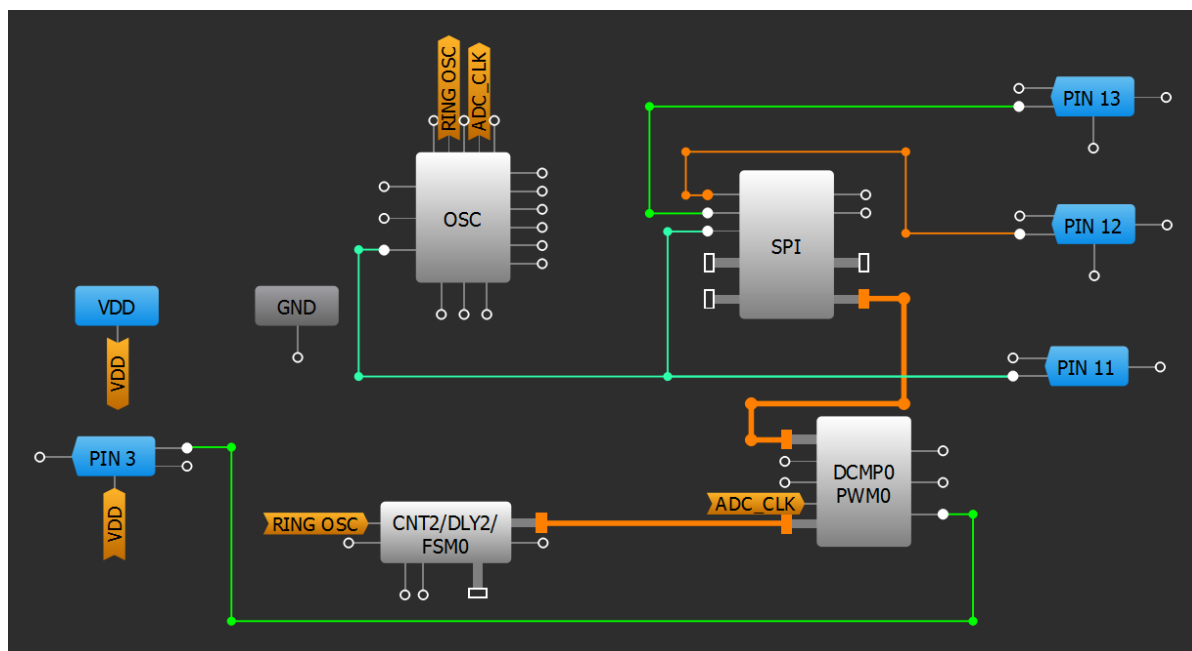 RING OSC
ADC_CLK
PIN 13
OSC
PIN 12
SPI
VDD
GND
VDD
PIN 11
PIN 3
DCMP0
PWM0
ADC_CLK
VDD
RING OSC
CNT2/DLY2/
FSM0